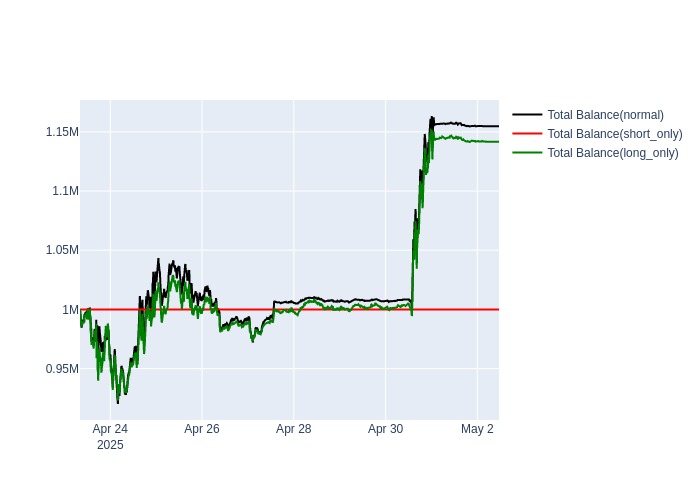 Total Balance(normal)
Total Balance(short_only)
Total Balance(long_only)
1.15M
1.1M
1.05M
1M
0.95M
Apr 24
2025
Apr 26
Apr 28
Apr 30
May 2